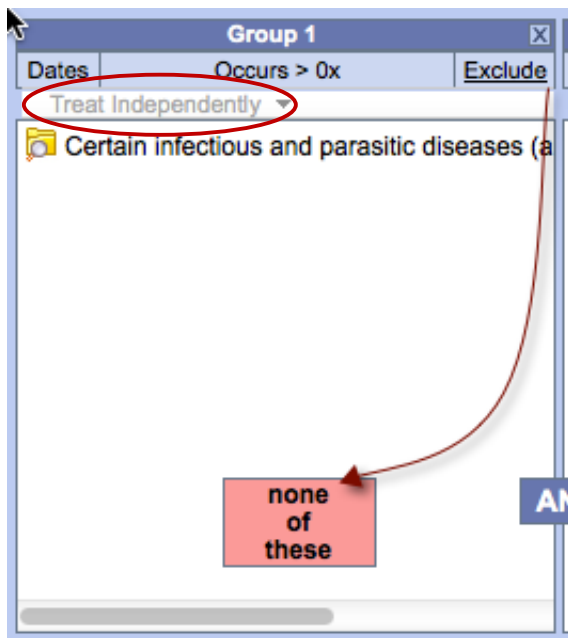 Group 1 X
Dates Occurs > 0x Exclude
Treat Independently
Certain infectious and parasitic diseases (a
none
of
these
AN